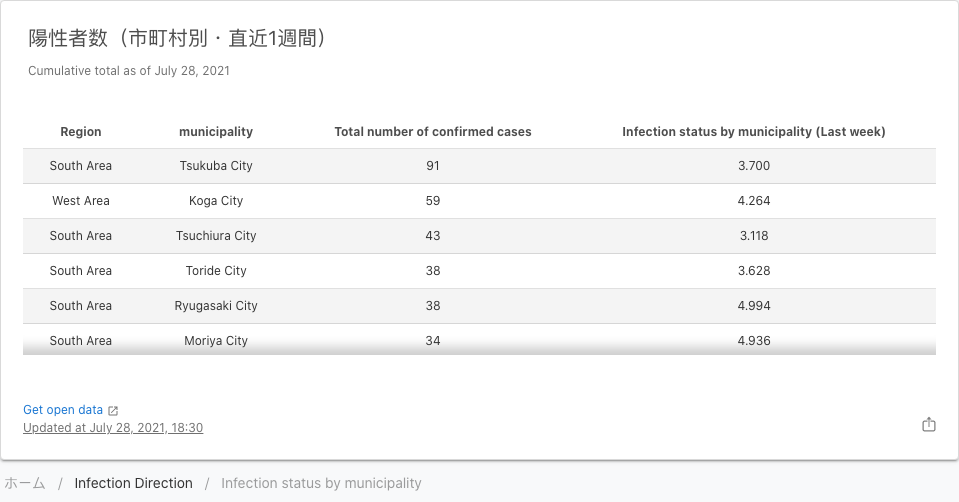 陽性者数（市町村別・直近1週間）
Cumulative total as of July 28, 2021
Region municipality Total number of confirmed cases Infection status by municipality (Last week)
South Area Tsukuba City 91 3.700
West Area Koga City 59 4.264
South Area Tsuchiura City 43 3.118
South Area Toride City 38 3.628
South Area Ryugasaki City 38 4.994
South Area Moriya City 34 4.936
Get open data
Updated at July 28, 2021, 18:30
ホーム / Infection Direction / Infection status by municipality